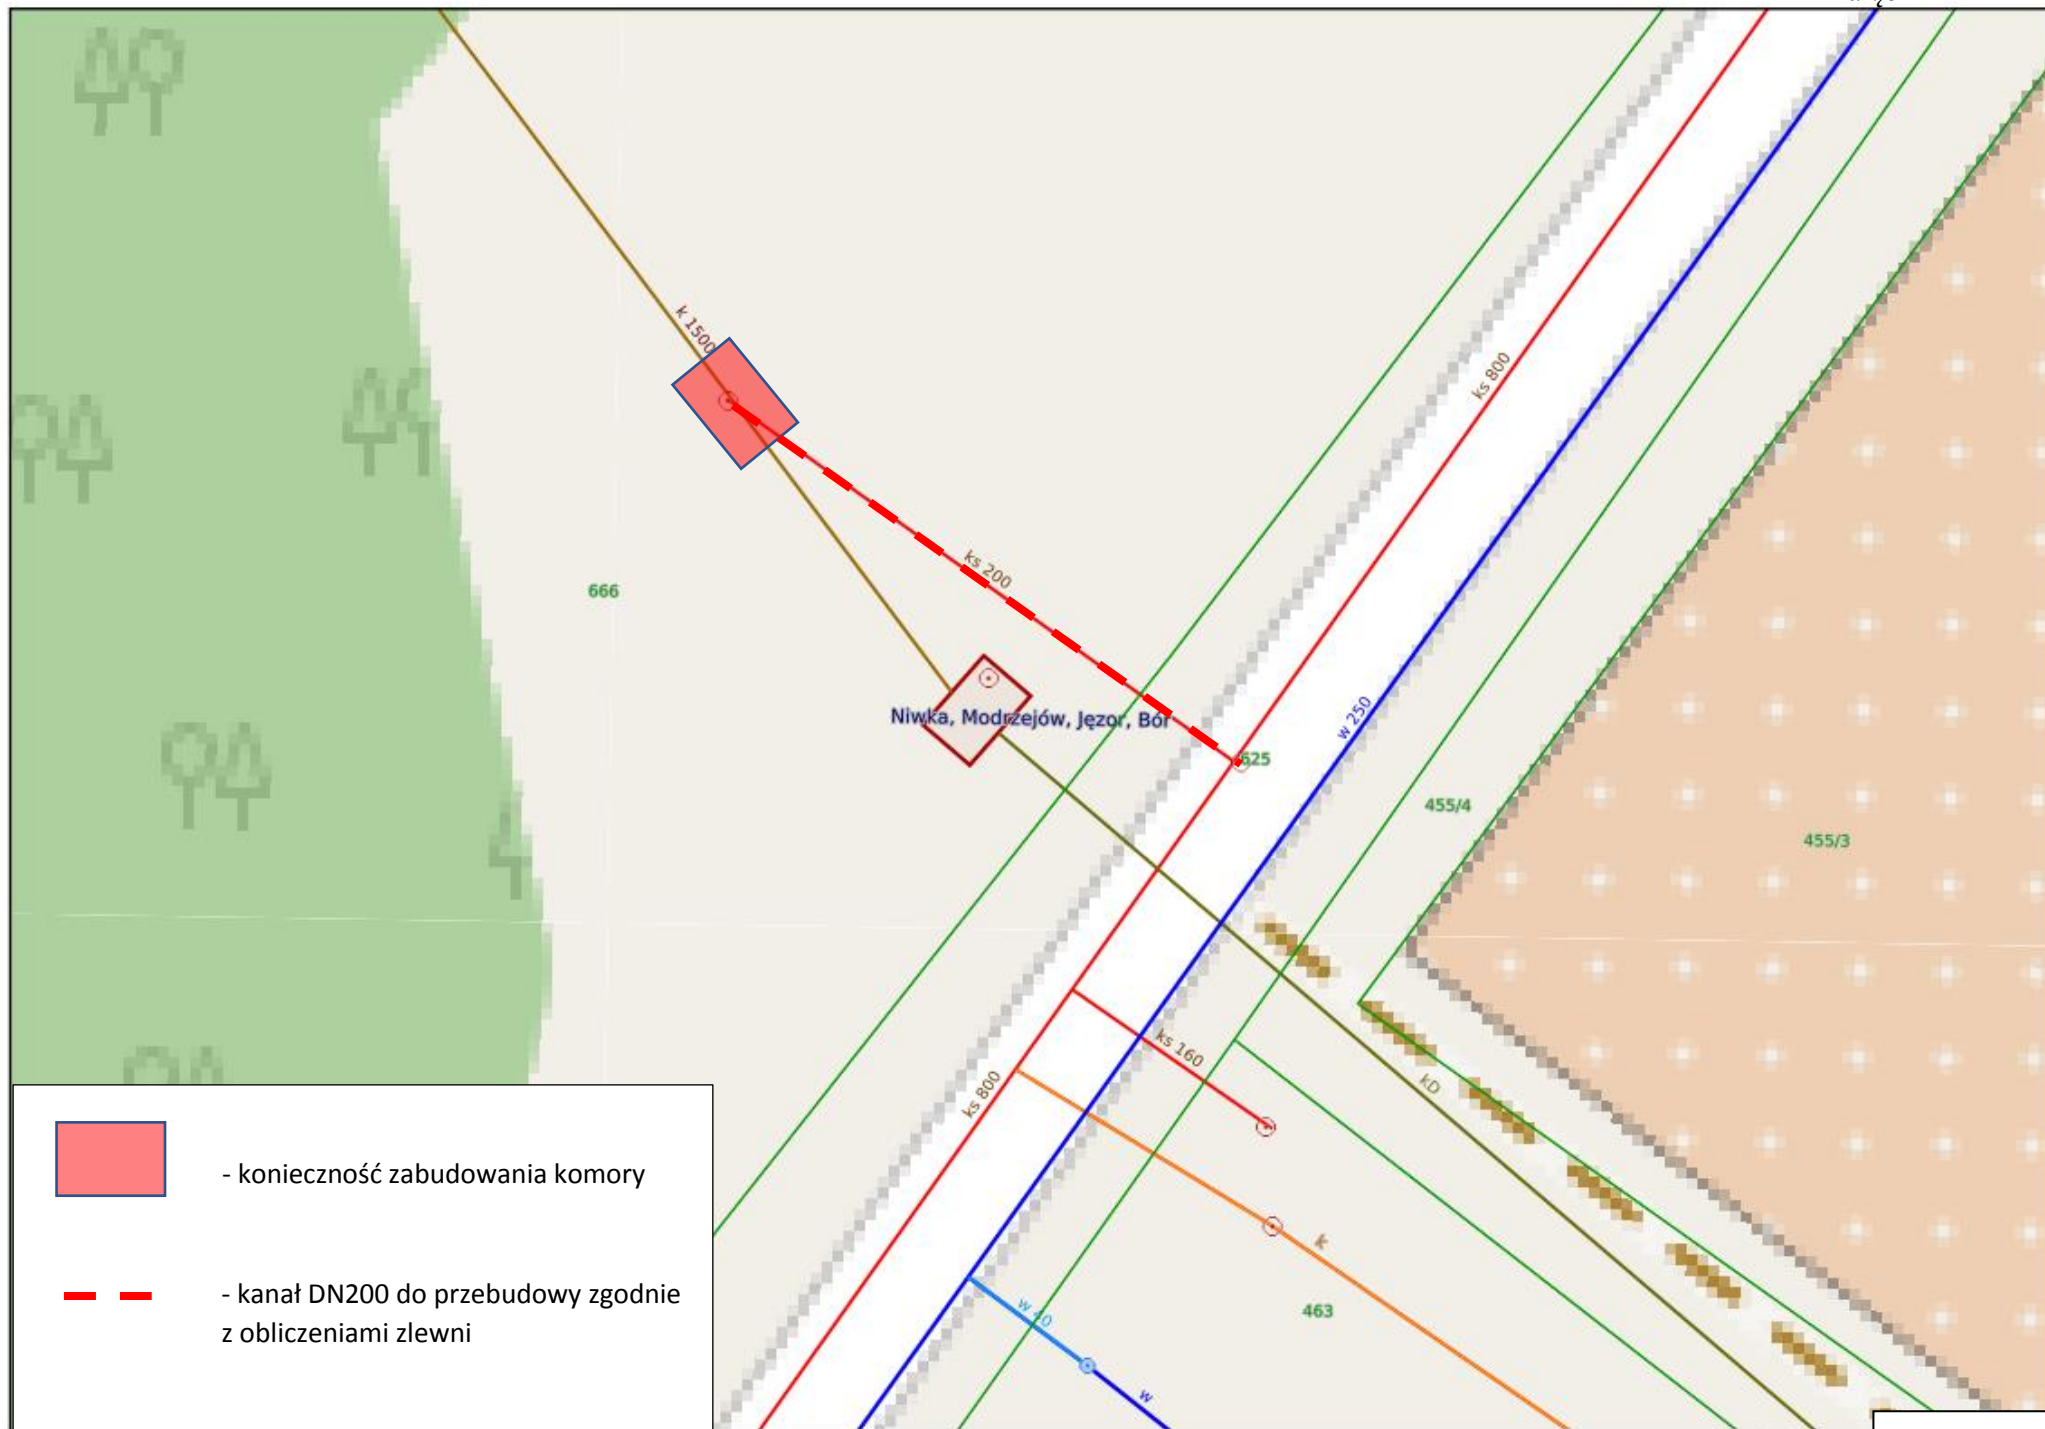 k 1500
ks 800
ks 200
666
w 250
Niwka, Modrzejów, Jęzor, Bór
625
455/4
455/3
ks 160
ks 800
kD
- konieczność zabudowania komory
k
- kanał DN200 do przebudowy zgodnie
z obliczeniami zlewni
w 40
463
w